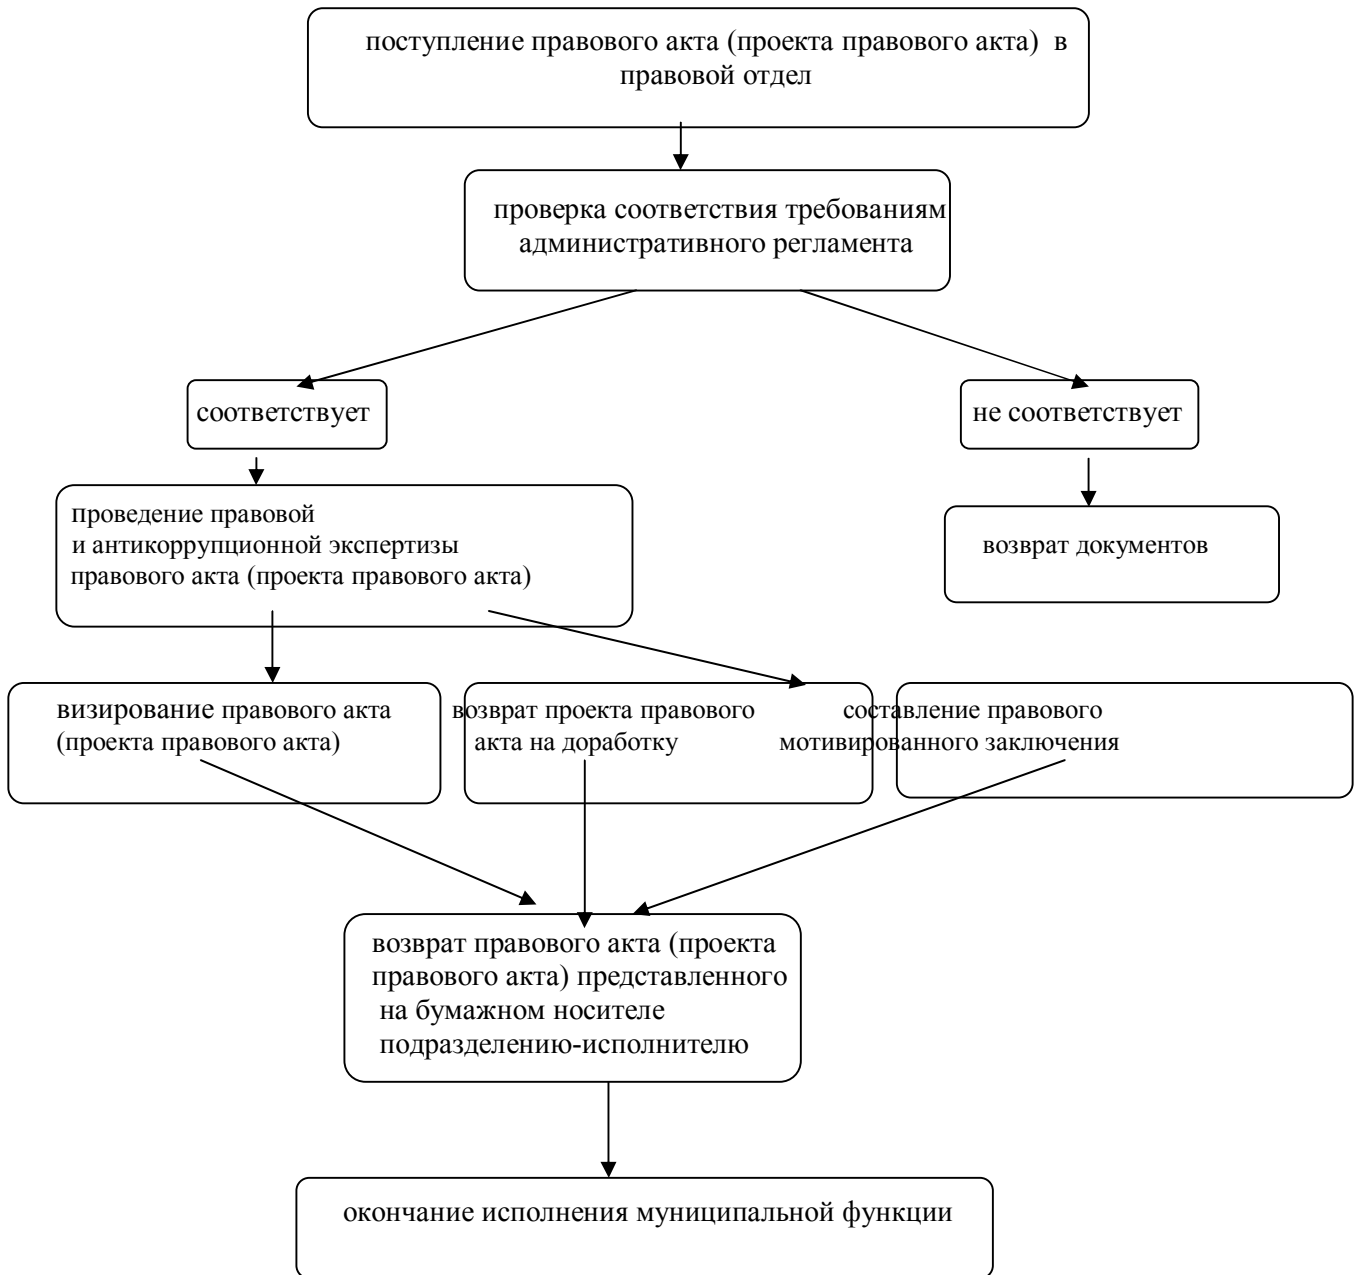 поступление правового акта (проекта правового акта) в
правовой отдел
проверка соответствия требованиям
административного регламента
соответствует
не соответствует
проведение правовой
и антикоррупционной экспертизы
правового акта (проекта правового акта)
возврат документов
визирование правового акта
(проекта правового акта)
возврат проекта правового
акта на доработку
составление правового
мотивированного заключения
возврат правового акта (проекта
правового акта) представленного
на бумажном носителе
подразделению-исполнителю
окончание исполнения муниципальной функции